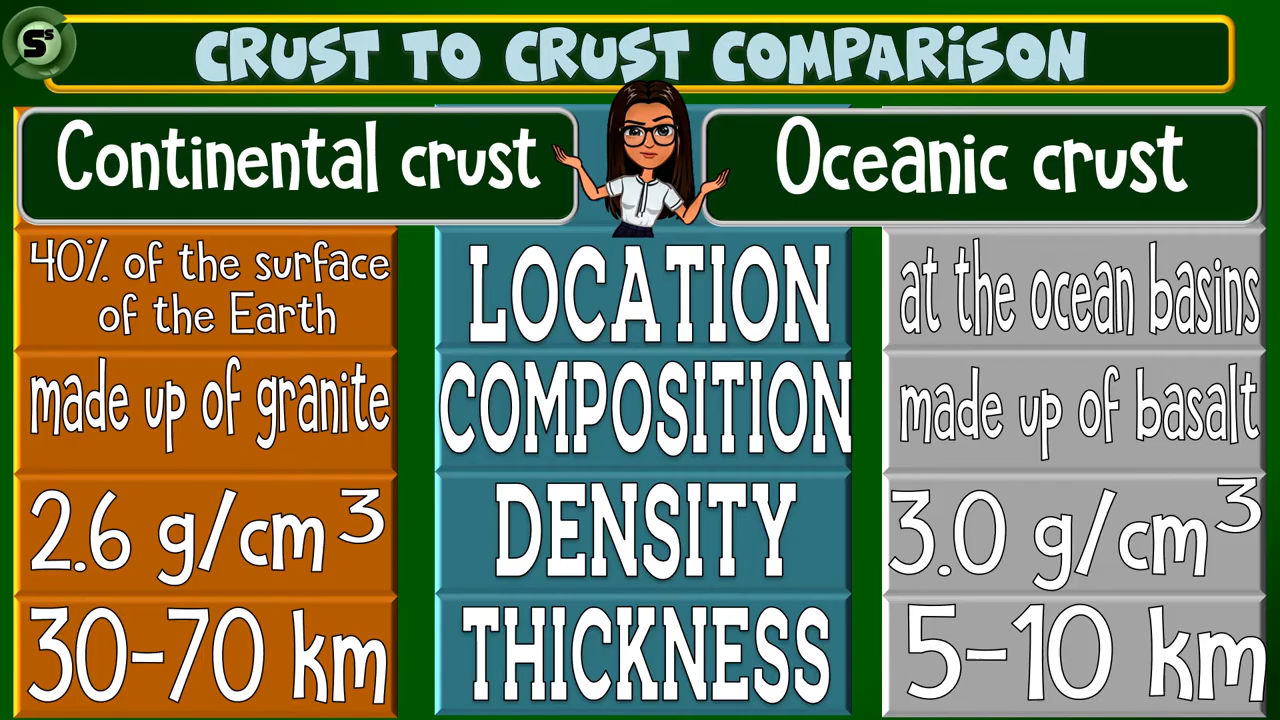 Ss
CRUST TO CRUST COMPARISON
Continental crust
Oceanic crust
40% of the surface
of the Earth
LOCATION
at the ocean basins
made up of granite
COMPOSITION
made up of basalt
2.6 g/cm³
DENSITY
3.0 g/cm³
30-70 km
THICKNESS
5-10 km